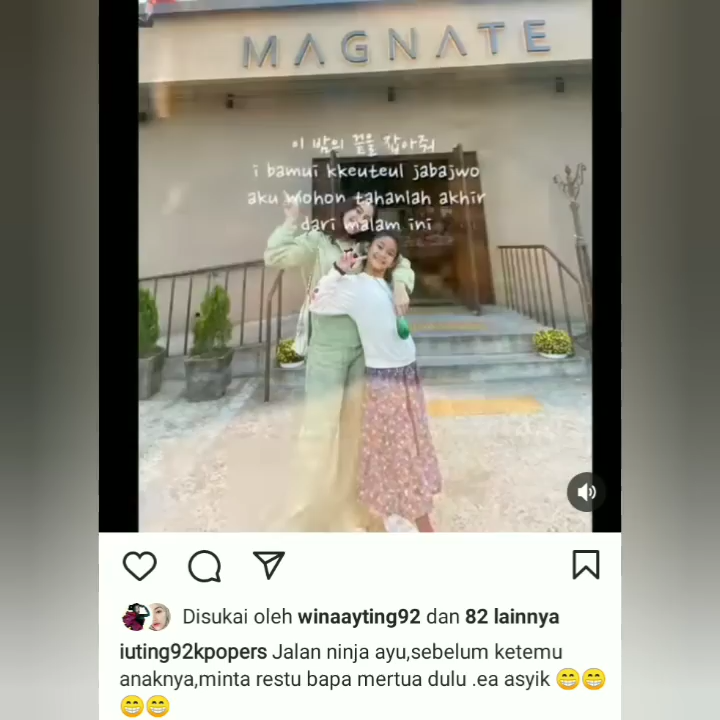 MAGNATE
이 밤의 끝을 잡아줘
i bamui kkeuteul jabajwo
aku mohon tahanlah akhir
dari malam ini
Disukai oleh winaayting92 dan 82 lainnya
iuting92kpopers Jalan ninja ayu,sebelum ketemu
anaknya,minta restu bapa mertua dulu .ea asyik 😁😁
😁😁